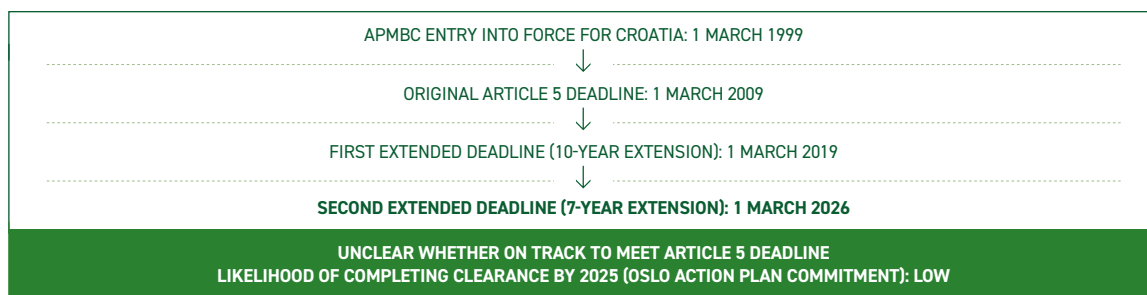 APMBC ENTRY INTO FORCE FOR CROATIA: 1 MARCH 1999
ORIGINAL ARTICLE 5 DEADLINE: 1 MARCH 2009
FIRST EXTENDED DEADLINE (10-YEAR EXTENSION): 1 MARCH 2019
SECOND EXTENDED DEADLINE (7-YEAR EXTENSION): 1 MARCH 2026
UNCLEAR WHETHER ON TRACK TO MEET ARTICLE 5 DEADLINE
LIKELIHOOD OF COMPLETING CLEARANCE BY 2025 (OSLO ACTION PLAN COMMITMENT): LOW